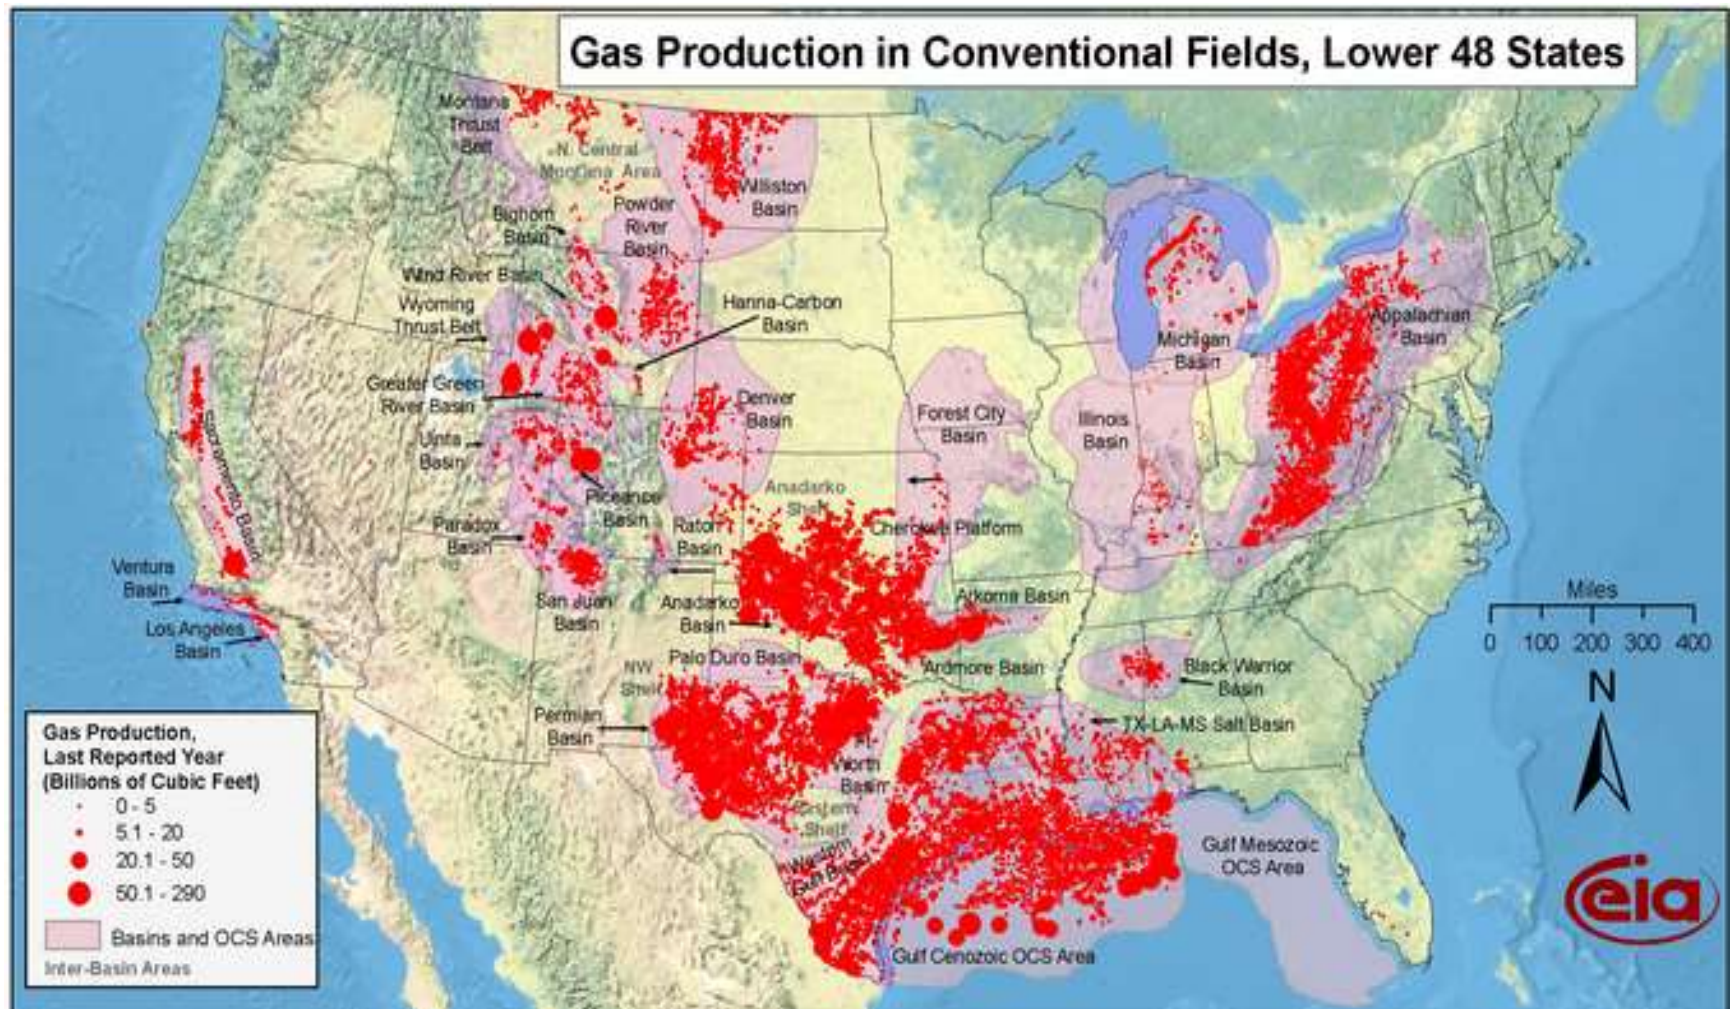 Gas Production in Conventional Fields, Lower 48 States
Montana
Thrust
Belt
N. Central
Montana Area
Williston
Basin
Powder
River
Basin
Bighorn
Basin
Wind River Basin
Wyoming
Thrust Belt
Hanna-Carbon
Basin
Greater Green
River Basin
Denver
Basin
Uinta
Basin
Piceance
Basin
Paradox
Basin
Raton
Basin
San Juan
Basin
Sacramento Basin
Ventura
Basin
Los Angeles
Basin
Anadarko
Shelf
Forest City
Basin
Cherokee Platform
Illinois
Basin
Michigan
Basin
Appalachian
Basin
Anadarko
Basin
Arkoma Basin
Palo Duro Basin
Ardmore Basin
NW
Shelf
Permian
Basin
Black Warrior
Basin
TX-LA-MS Salt Basin
Ft.
Worth
Basin
Eastern
Shelf
Western
Gulf Basin
Gulf Mesozoic
OCS Area
Gulf Cenozoic OCS Area
Miles
0 100 200 300 400
N
Gas Production,
Last Reported Year
(Billions of Cubic Feet)
0 - 5
5.1 - 20
20.1 - 50
50.1 - 290
Basins and OCS Areas
Inter-Basin Areas
eia